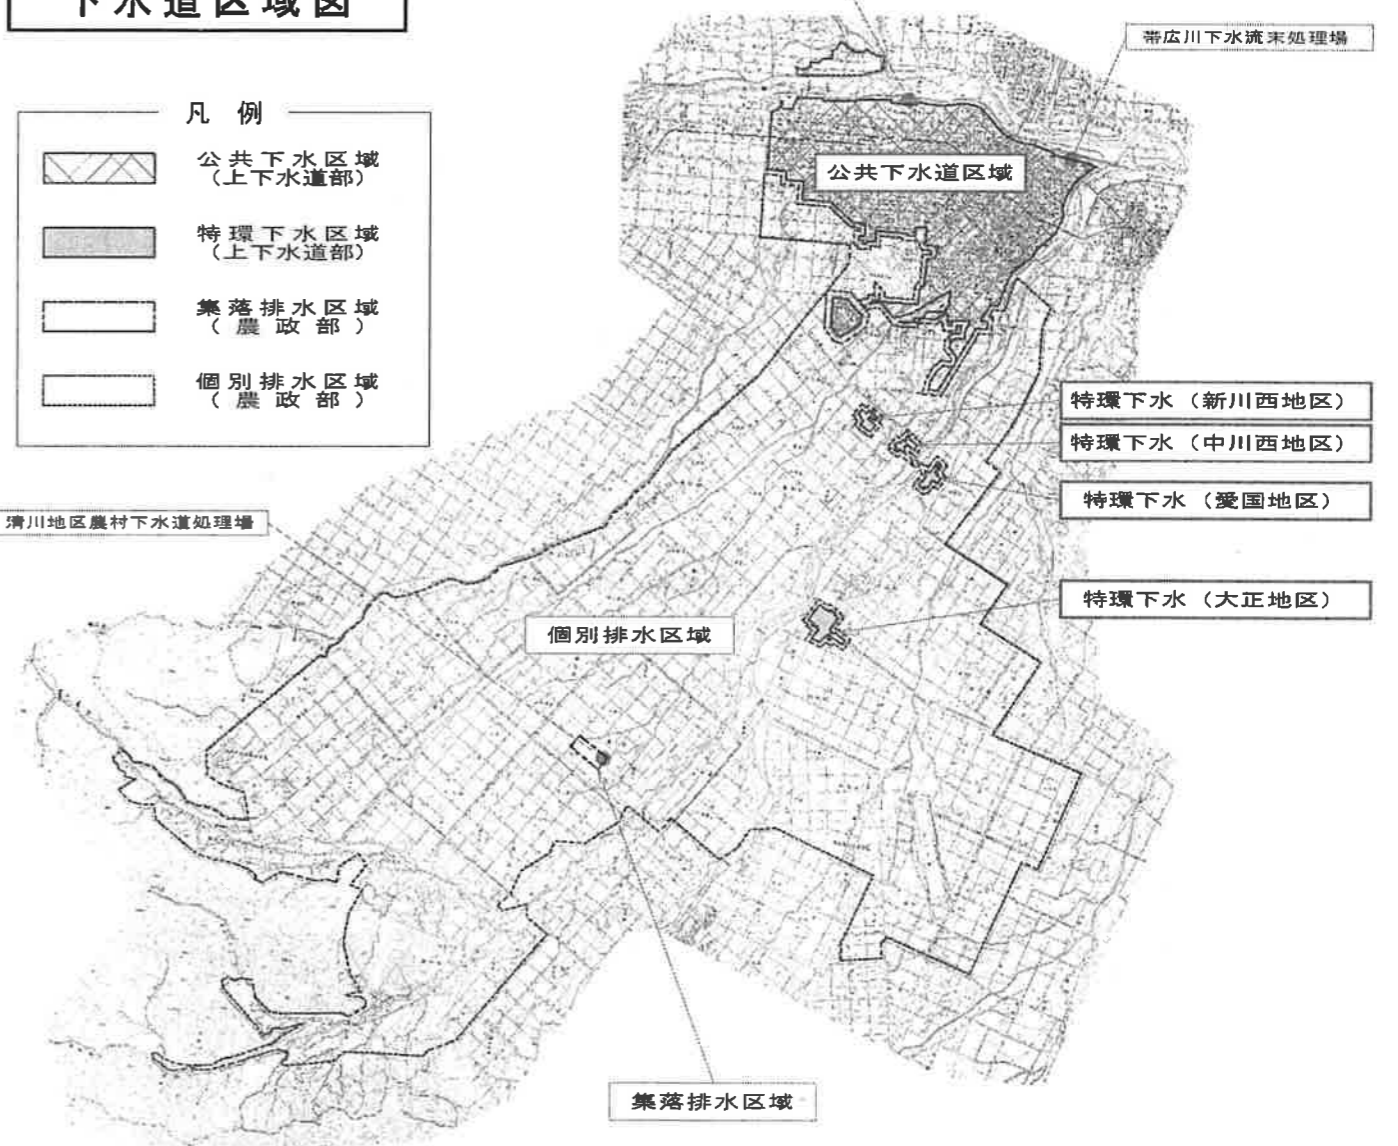 下水道区域図
帯広川下水流末処理場
凡例
公共下水区域
(上下水道部)
特環下水区域
(上下水道部)
集落排水区域
(農政部)
個別排水区域
(農政部)
公共下水道区域
特環下水(新川西地区)
特環下水(中川西地区)
特環下水(愛国地区)
清川地区農村下水道処理場
特環下水(大正地区)
個別排水区域
集落排水区域